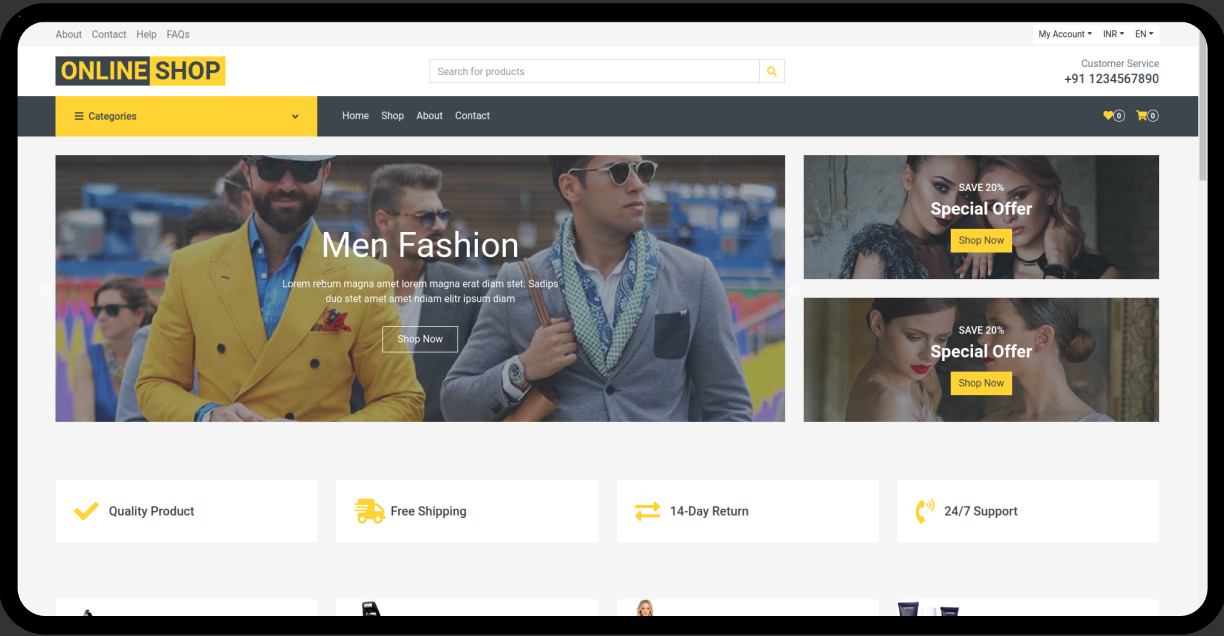 About Contact Help FAQs
My Account INR EN
ONLINE SHOP
Search for products
Customer Service
+91 1234567890
Categories
Home Shop About Contact
0 0
Men Fashion
Lorem rebum magna amet lorem magna erat diam stet. Sadips
duo stet amet amet ndiam elitr ipsum diam
Shop Now
SAVE 20%
Special Offer
Shop Now
SAVE 20%
Special Offer
Shop Now
Quality Product
Free Shipping
14-Day Return
24/7 Support